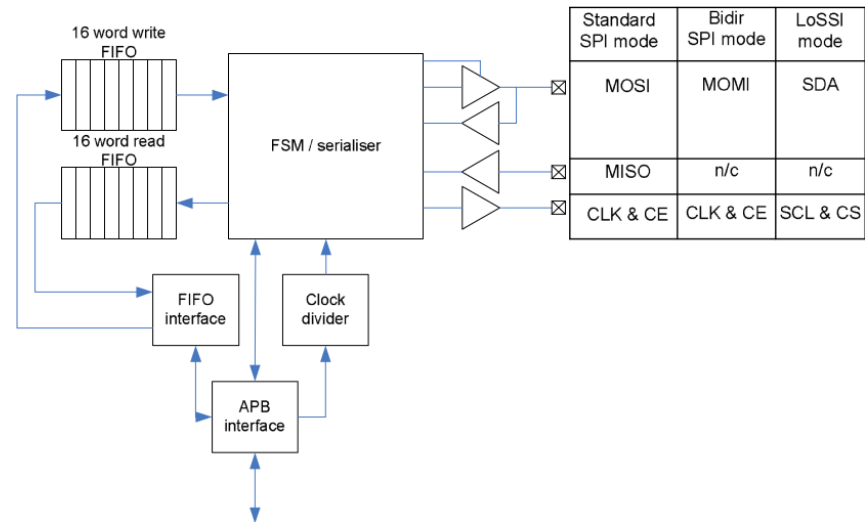 16 word write
FIFO
16 word read
FIFO
FSM / serialiser
FIFO
interface
Clock
divider
APB
interface
Standard
SPI mode
Bidir
SPI mode
LoSSI
mode
MOSI
MOMI
SDA
MISO
n/c
n/c
CLK & CE
CLK & CE
SCL & CS